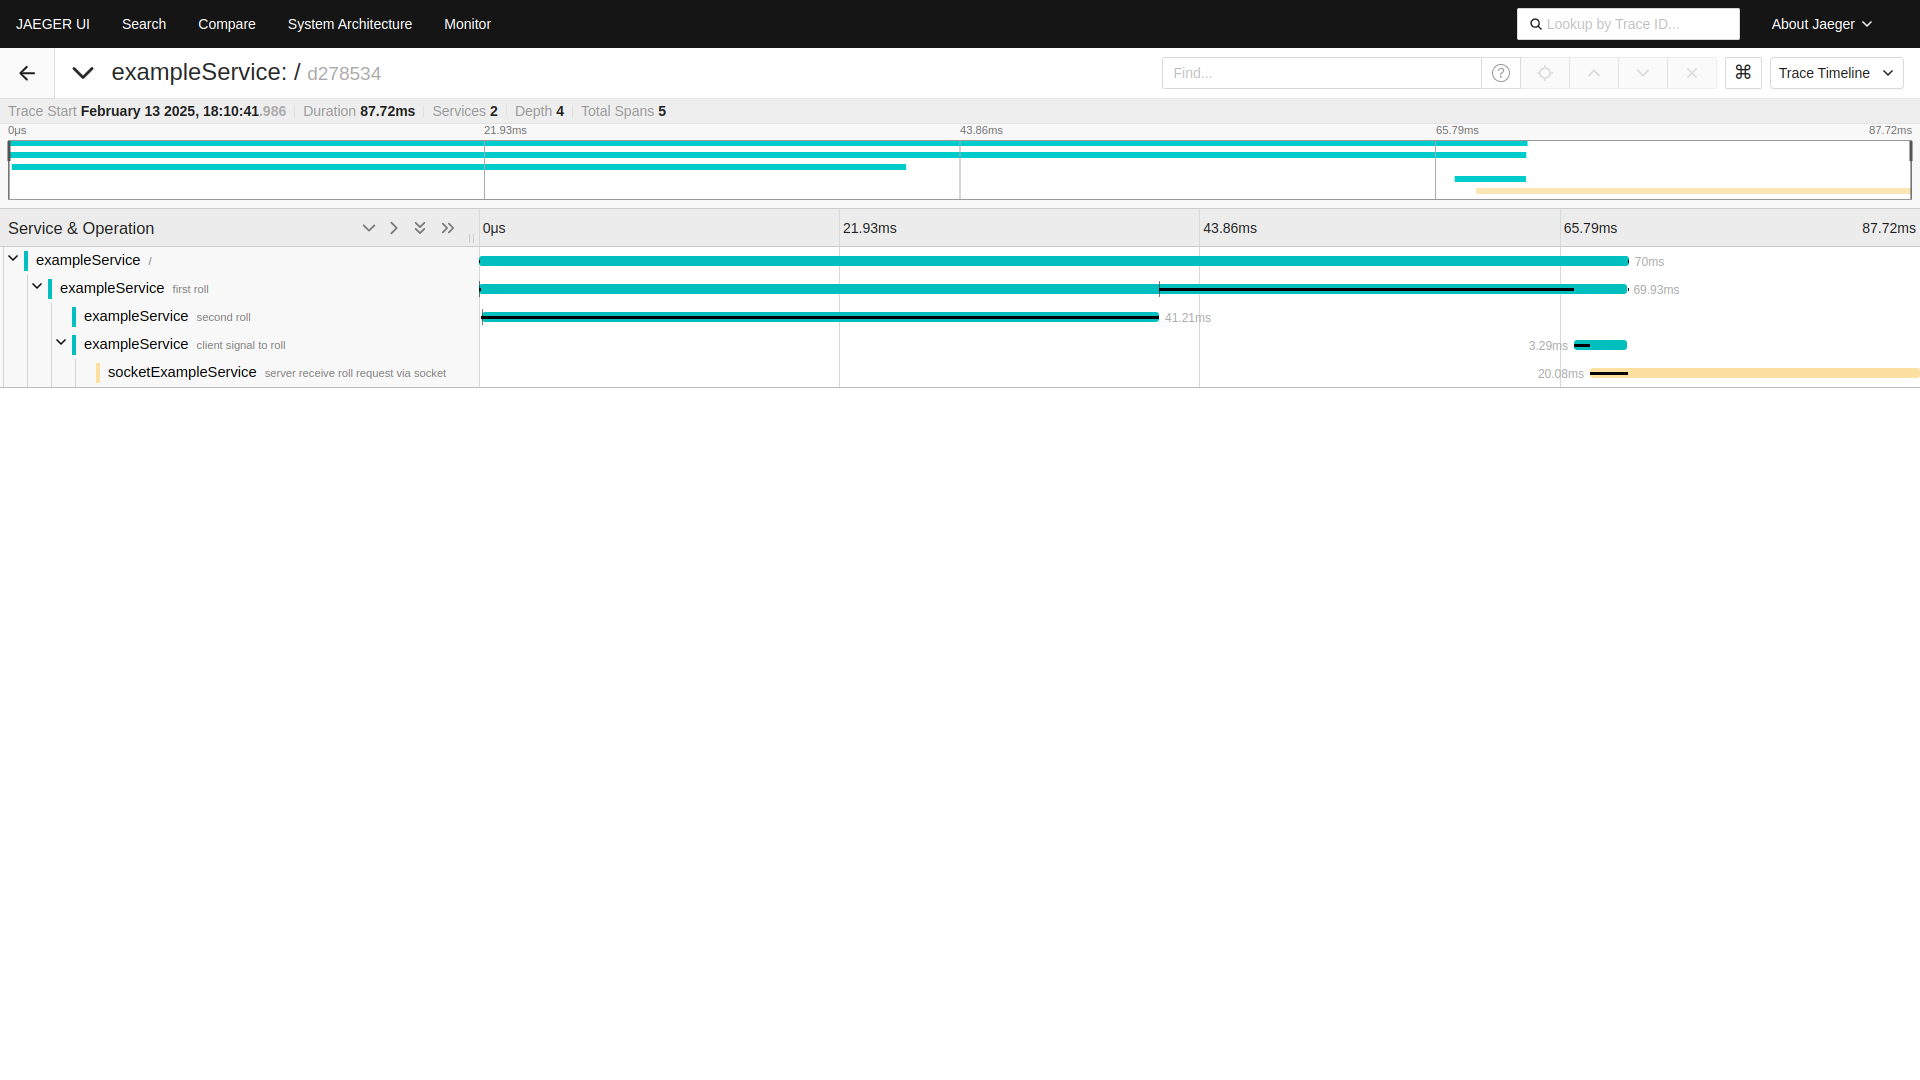 JAEGER UI Search Compare System Architecture Monitor Lookup by Trace ID... About Jaeger
exampleService: / d278534 Find... ? ⌘ Trace Timeline
Trace Start February 13 2025, 18:10:41.986 Duration 87.72ms Services 2 Depth 4 Total Spans 5
0μs 21.93ms 43.86ms 65.79ms 87.72ms
Service & Operation 0μs 21.93ms 43.86ms 65.79ms 87.72ms
exampleService / 70ms
exampleService first roll 69.93ms
exampleService second roll 41.21ms
exampleService client signal to roll 3.29ms
socketExampleService server receive roll request via socket 20.08ms